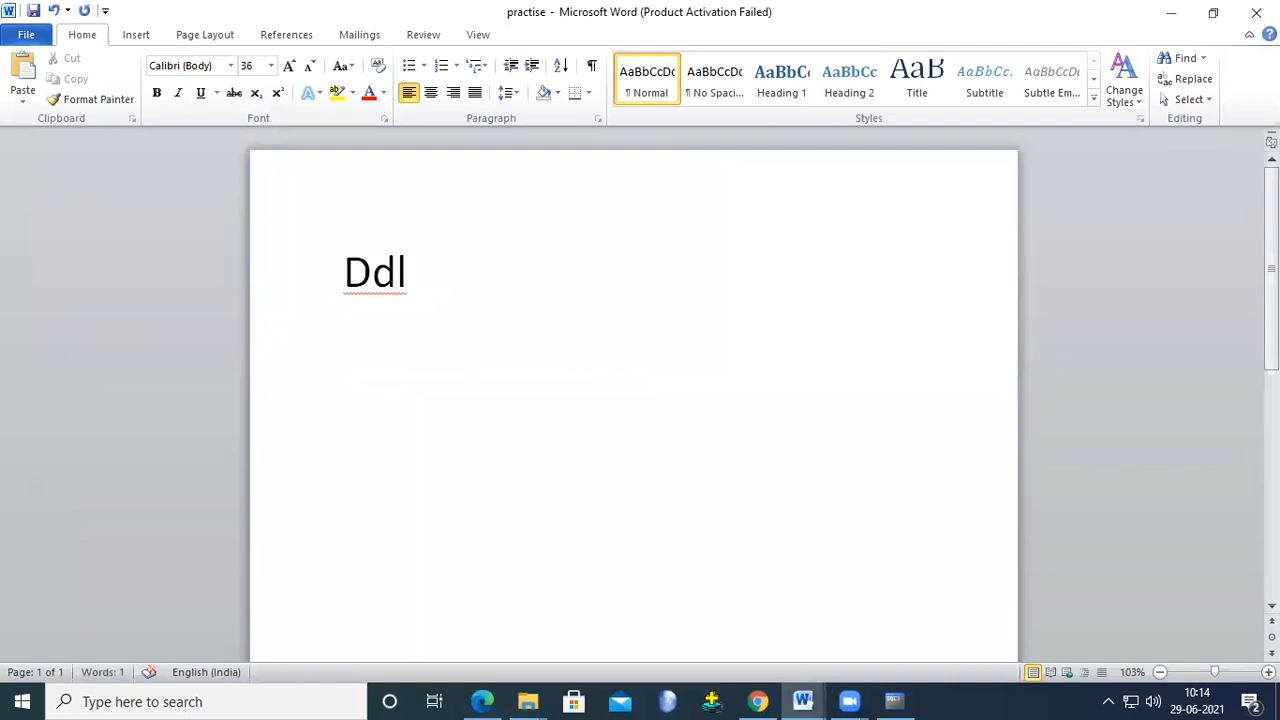 practise - Microsoft Word (Product Activation Failed)
File Home Insert Page Layout References Mailings Review View
Paste
Cut
Copy
Format Painter
Clipboard
Calibri (Body) 36
Font
Paragraph
AaBbCcDc AaBbCcDc AaBbCc AaBbCc AaB AaBbCc. AaBbCcDc
¶ Normal ¶ No Spaci... Heading 1 Heading 2 Title Subtitle Subtle Em...
Change Styles
Styles
Find
Replace
Select
Editing
Ddl
Page: 1 of 1 Words: 1 English (India) 103%
Type here to search
10:14
29-06-2021
2